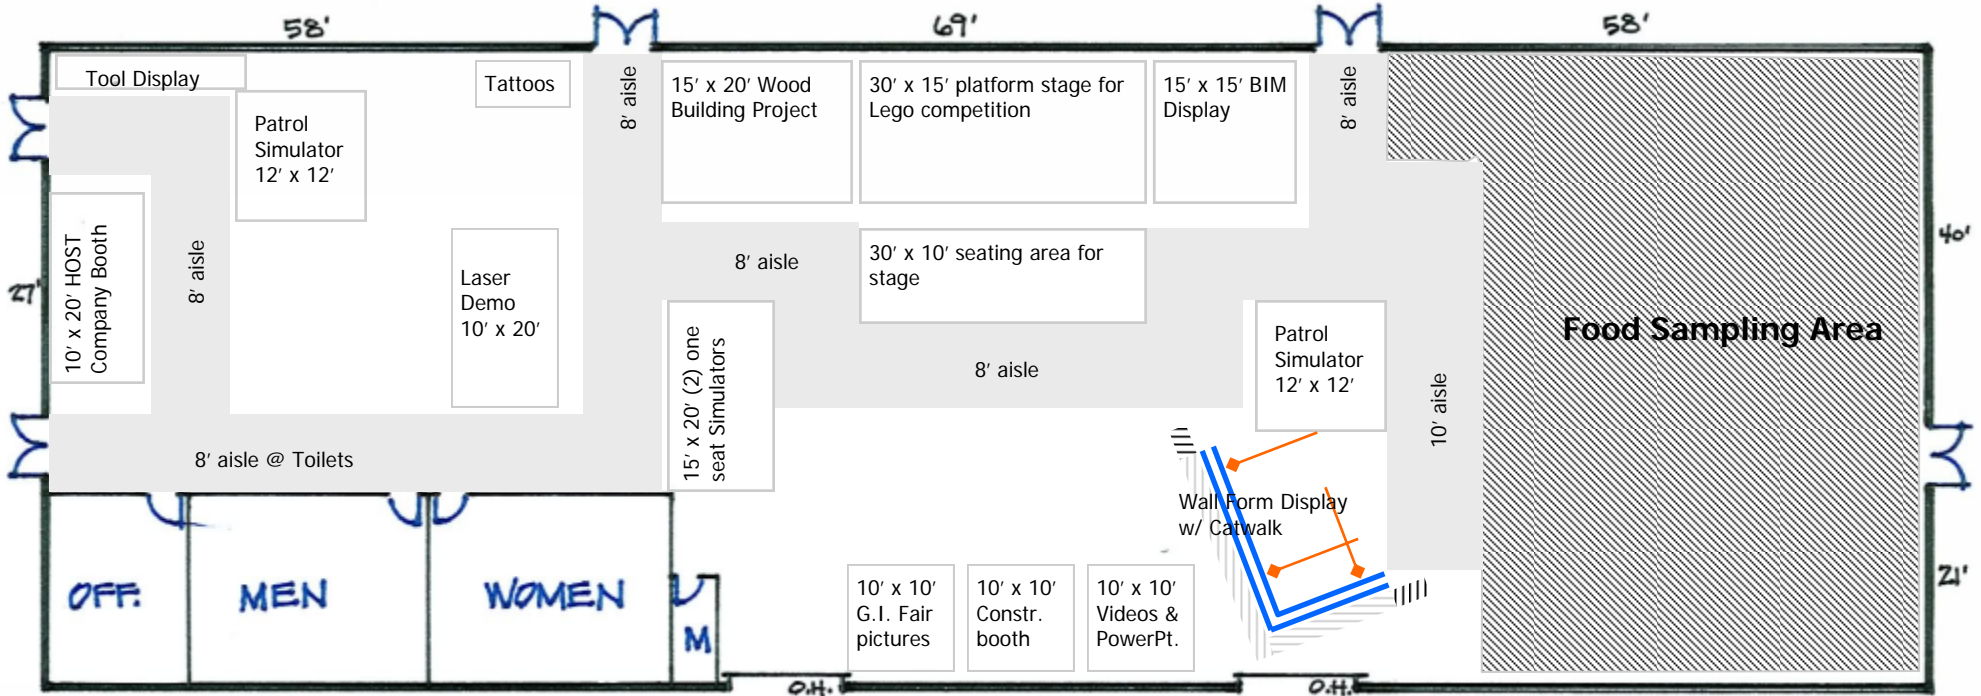 58'
69'
58'
Tool Display
Tattoos
8' aisle
15' x 20' Wood
Building Project
30' x 15' platform stage for
Lego competition
15' x 15' BIM
Display
8' aisle
Patrol
Simulator
12' x 12'
10' x 20' HOST
Company Booth
8' aisle
27'
Laser
Demo
10' x 20'
8' aisle
30' x 10' seating area for
stage
40'
15' x 20' (2) one
seat Simulators
8' aisle
Patrol
Simulator
12' x 12'
10' aisle
Food Sampling Area
8' aisle @ Toilets
Wall Form Display
w/ Catwalk
OFF.
MEN
WOMEN
M
10' x 10'
G.I. Fair
pictures
10' x 10'
Constr.
booth
10' x 10'
Videos &
PowerPt.
21'
O.H.
O.H.